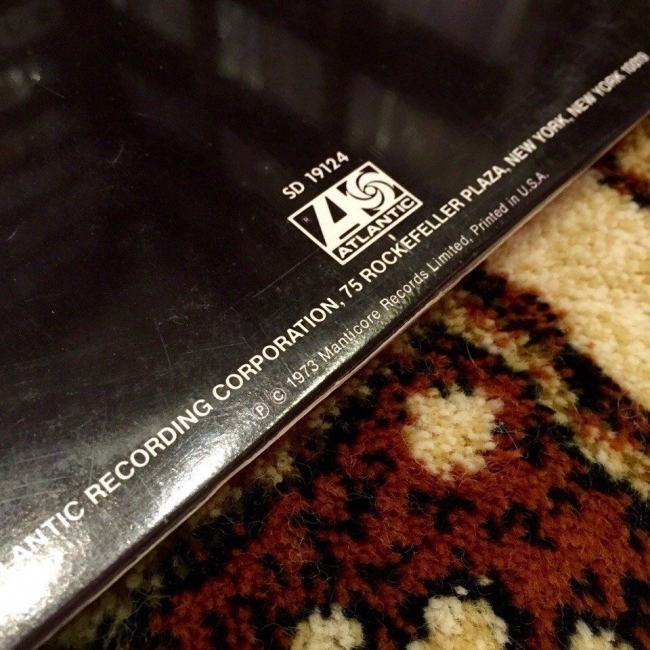 SD 19124
R
ATLANTIC
ANTIC RECORDING CORPORATION, 75 ROCKEFELLER PLAZA, NEW YORK, NEW YORK
Ⓟ © 1973 Manticore Records Limited, Printed in U.S.A.